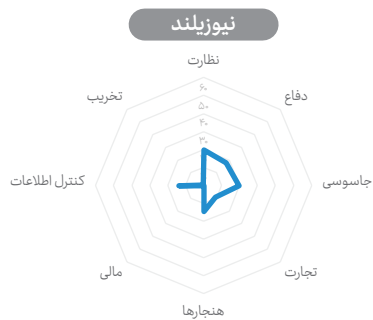 نیوزیلند
نظارت
تخریب
دفاع
۶۰
۵۰
۴۰
۳۰
کنترل اطلاعات
جاسوسی
مالی
تجارت
هنجارها